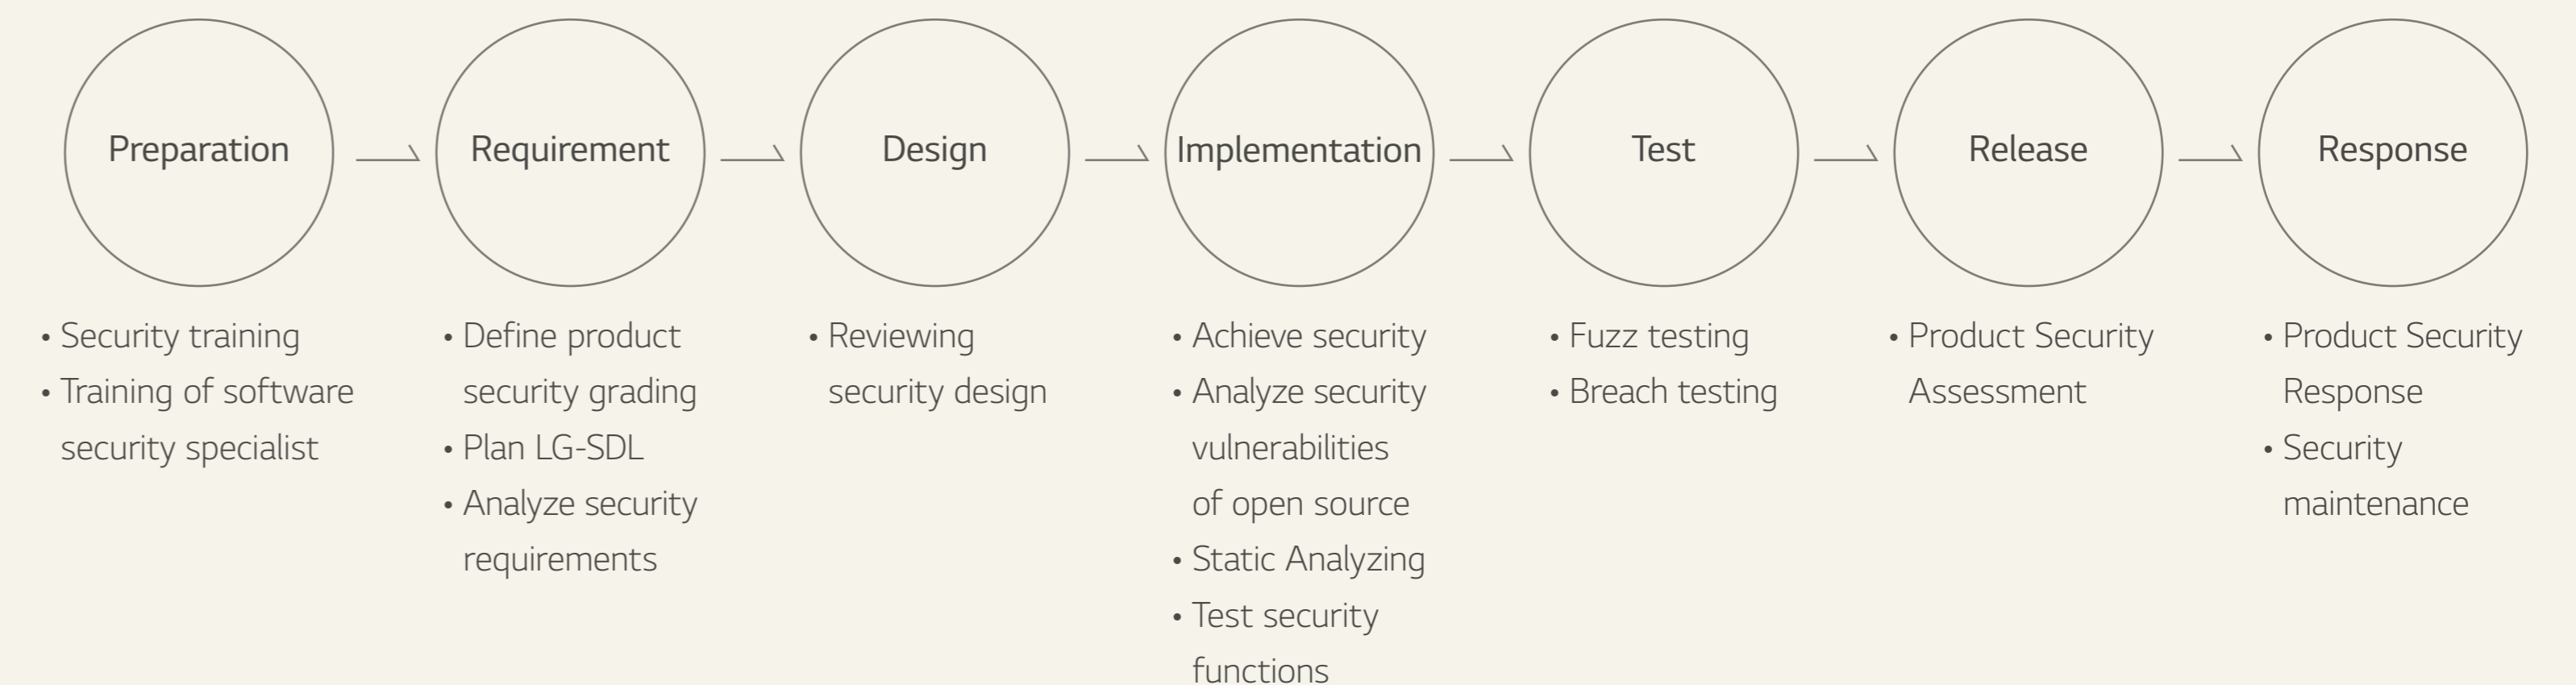 Preparation
Requirement
Design
Implementation
Test
Release
Response
• Security training
• Training of software
security specialist
• Define product
security grading
• Plan LG-SDL
• Analyze security
requirements
• Reviewing
security design
• Achieve security
• Analyze security
vulnerabilities
of open source
• Static Analyzing
• Test security
functions
• Fuzz testing
• Breach testing
• Product Security
Assessment
• Product Security
Response
• Security
maintenance